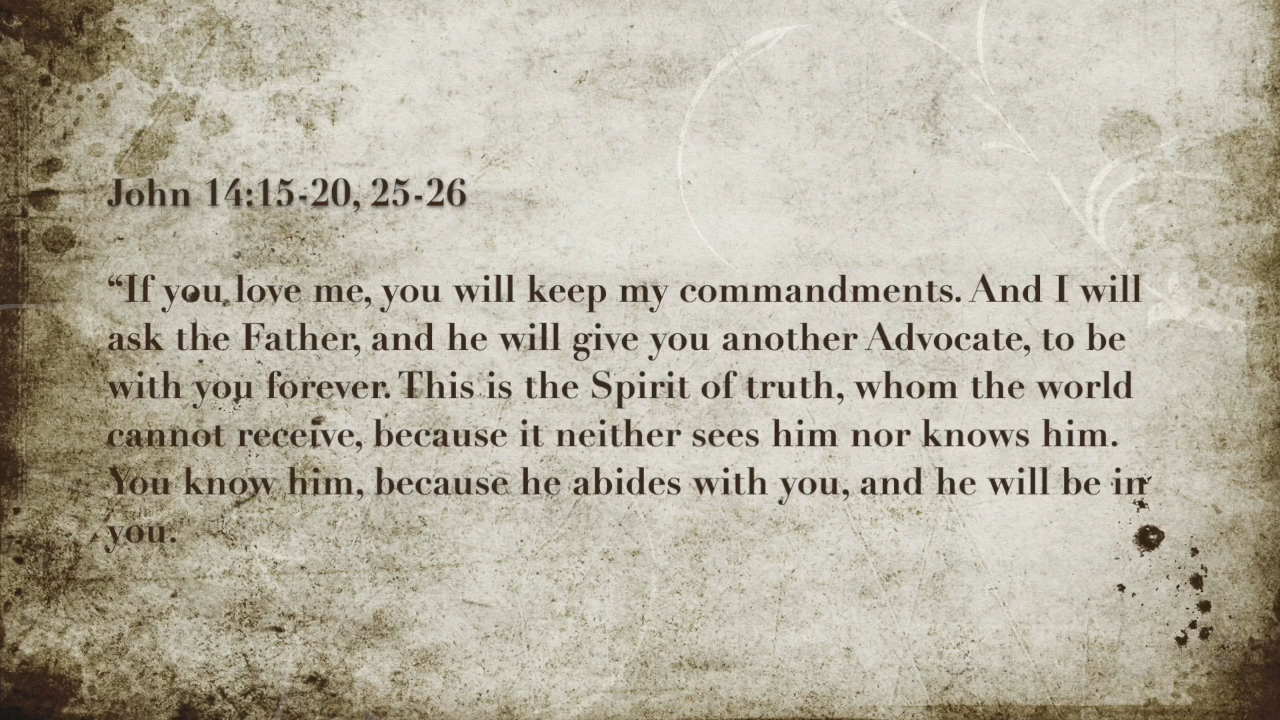 John 14:15-20, 25-26
“If you love me, you will keep my commandments. And I will
ask the Father, and he will give you another Advocate, to be
with you forever. This is the Spirit of truth, whom the world
cannot receive, because it neither sees him nor knows him.
You know him, because he abides with you, and he will be in
you.